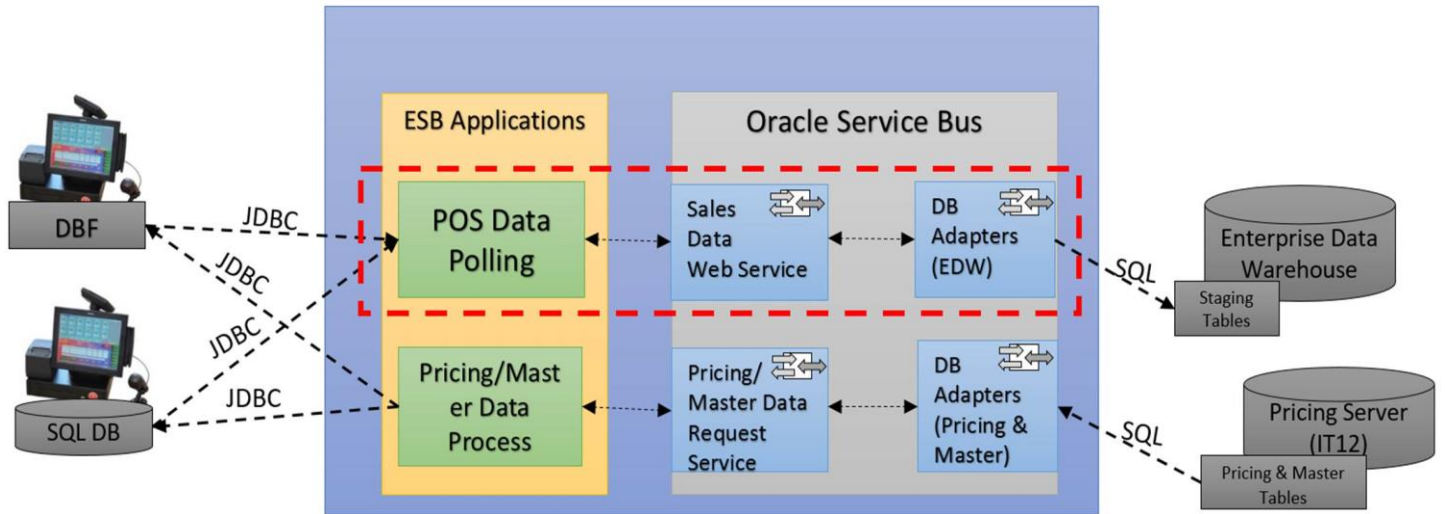 ESB Applications
Oracle Service Bus
DBF
JDBC
JDBC
JDBC
JDBC
SQL DB
POS Data
Polling
Sales
Data
Web Service
DB
Adapters
(EDW)
SQL
Enterprise Data
Warehouse
Staging
Tables
Pricing/Mast
er Data
Process
Pricing/
Master Data
Request
Service
DB
Adapters
(Pricing &
Master)
SQL
Pricing Server
(IT12)
Pricing & Master
Tables